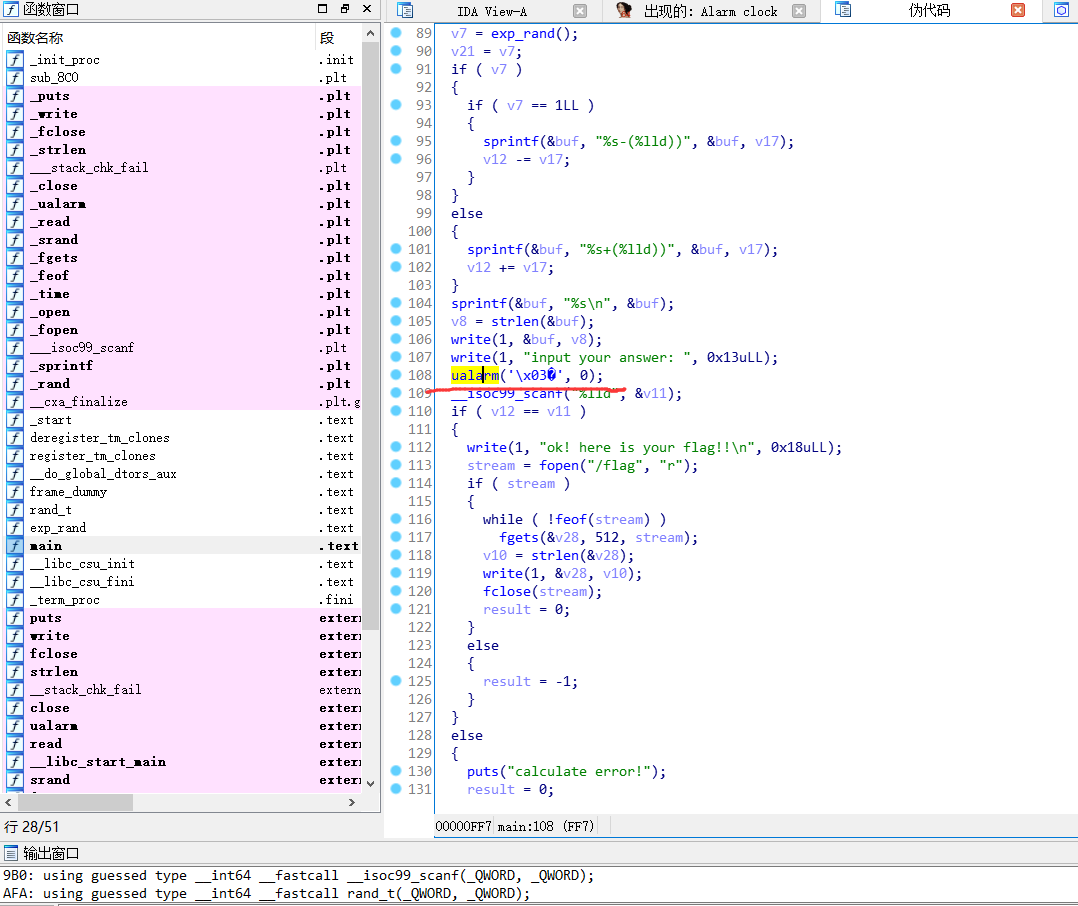 函数窗口
IDA View-A
出现的: Alarm clock
伪代码
函数名称 段
_init_proc .init
sub_8C0 .plt
_puts .plt
_write .plt
_fclose .plt
_strlen .plt
___stack_chk_fail .plt
_close .plt
_ualarm .plt
_read .plt
_srand .plt
_fgets .plt
_feof .plt
_time .plt
_open .plt
_fopen .plt
___isoc99_scanf .plt
_sprintf .plt
_rand .plt
__cxa_finalize .plt.g
_start .text
deregister_tm_clones .text
register_tm_clones .text
__do_global_dtors_aux .text
frame_dummy .text
rand_t .text
exp_rand .text
main .text
__libc_csu_init .text
__libc_csu_fini .text
_term_proc .fini
puts exter
write exter
fclose exter
strlen exter
__stack_chk_fail extern
close exter
ualarm exter
read exter
__libc_start_main exter
srand exter
行 28/51
89 v7 = exp_rand();
90 v21 = v7;
91 if ( v7 )
92 {
93 if ( v7 == 1LL )
94 {
95 sprintf(&buf, "%s-(%lld))", &buf, v17);
96 v12 -= v17;
97 }
98 }
99 else
100 {
101 sprintf(&buf, "%s+(%lld))", &buf, v17);
102 v12 += v17;
103 }
104 sprintf(&buf, "%s\n", &buf);
105 v8 = strlen(&buf);
106 write(1, &buf, v8);
107 write(1, "input your answer: ", 0x13uLL);
108 ualarm('\x03�', 0);
109 __isoc99_scanf("%lld", &v11);
110 if ( v12 == v11 )
111 {
112 write(1, "ok! here is your flag!!\n", 0x18uLL);
113 stream = fopen("/flag", "r");
114 if ( stream )
115 {
116 while ( !feof(stream) )
117 fgets(&v28, 512, stream);
118 v10 = strlen(&v28);
119 write(1, &v28, v10);
120 fclose(stream);
121 result = 0;
122 }
123 else
124 {
125 result = -1;
126 }
127 }
128 else
129 {
130 puts("calculate error!");
131 result = 0;
00000FF7 main:108 (FF7)
输出窗口
9B0: using guessed type __int64 __fastcall __isoc99_scanf(_QWORD, _QWORD);
AFA: using guessed type __int64 __fastcall rand_t(_QWORD, _QWORD);